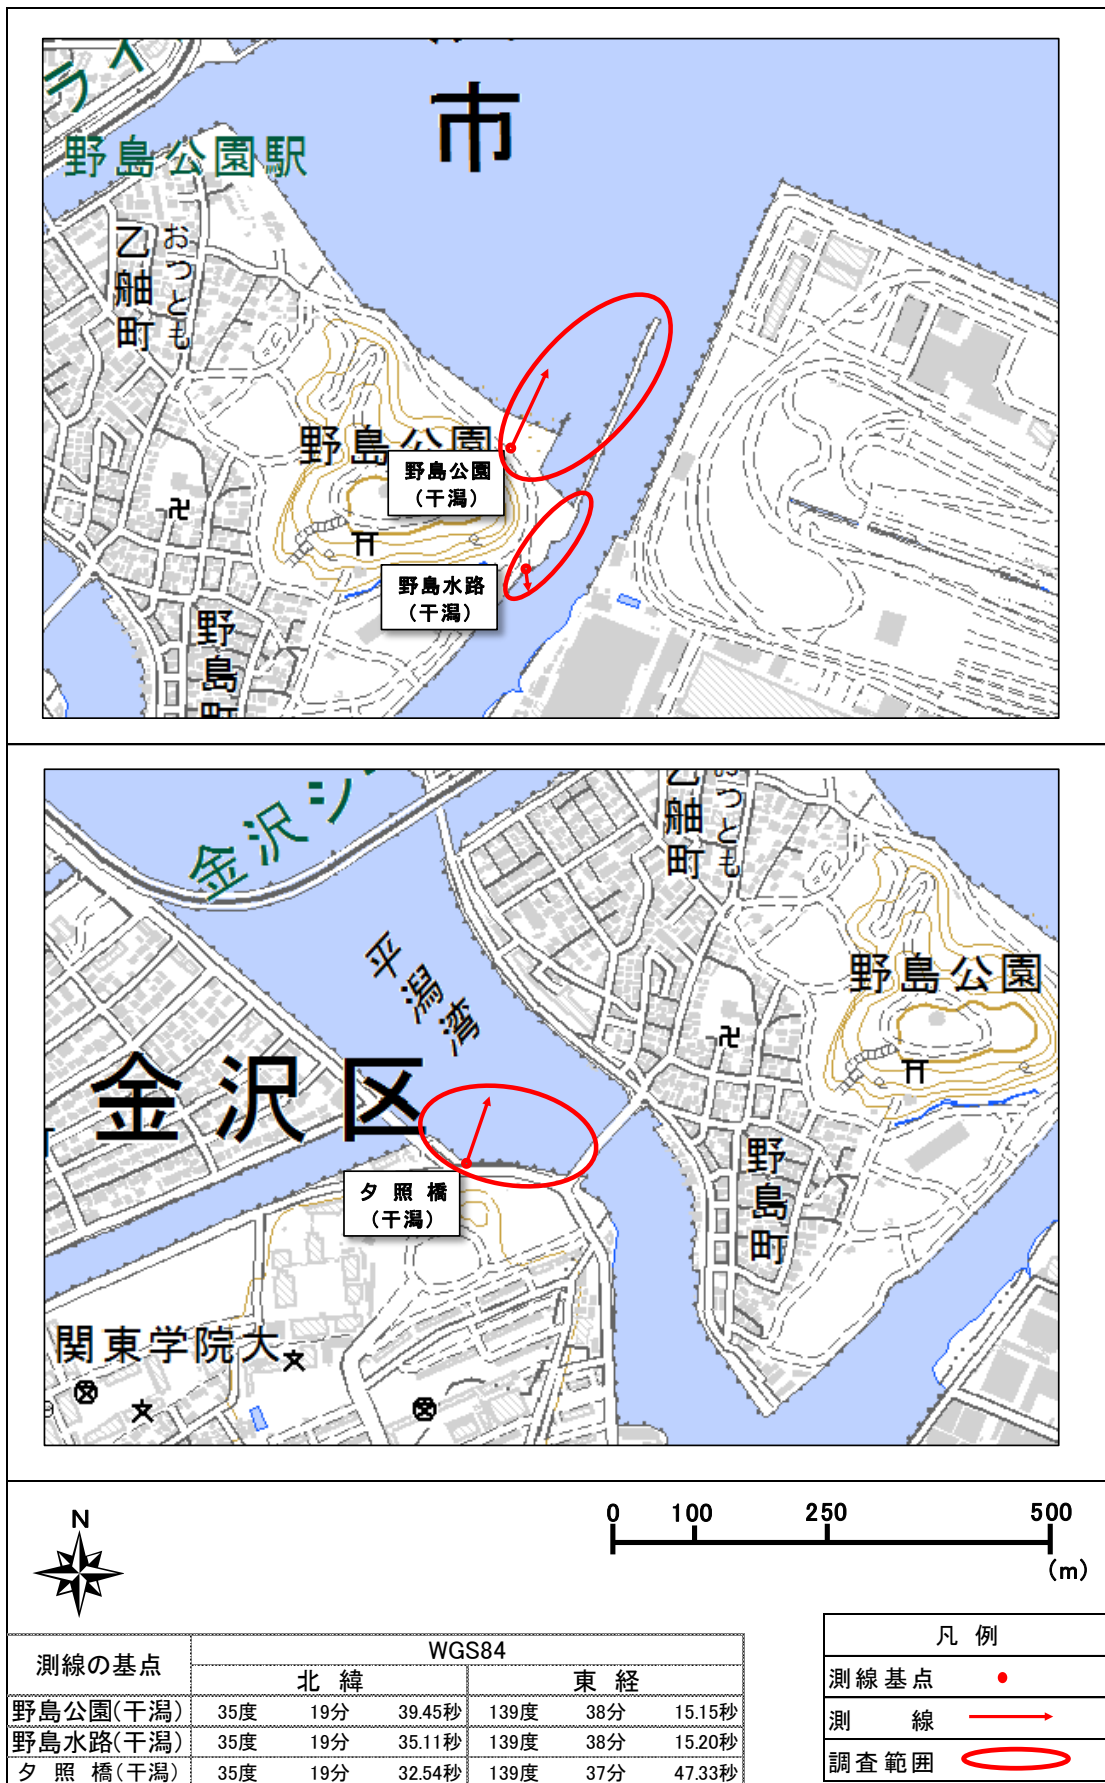 ライ
市
野島公園駅
乙舳町
おつとも
野島公園
野島公園
(干潟)
野島水路
(干潟)
野島町
金沢シ
乙舳町
おつとも
平潟湾
野島公園
金沢区
夕照橋
(干潟)
野島町
関東学院大
N
0 100 250 500
(m)
測線の基点 WGS84
北緯 東経
野島公園(干潟) 35度 19分 39.45秒 139度 38分 15.15秒
野島水路(干潟) 35度 19分 35.11秒 139度 38分 15.20秒
夕照橋(干潟) 35度 19分 32.54秒 139度 37分 47.33秒
凡例
測線基点
測線
調査範囲